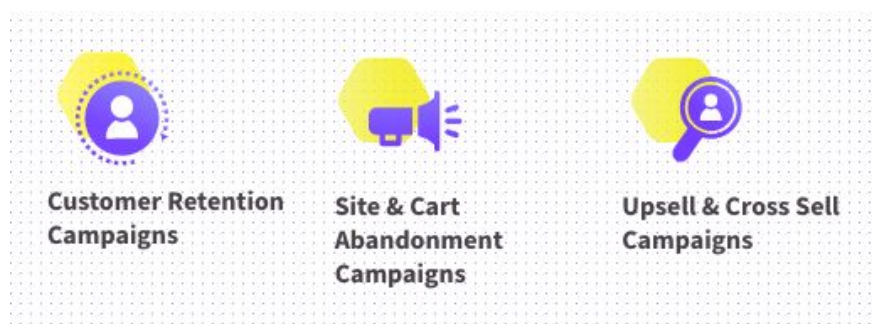 Customer Retention
Campaigns
Site & Cart
Abandonment
Campaigns
Upsell & Cross Sell
Campaigns